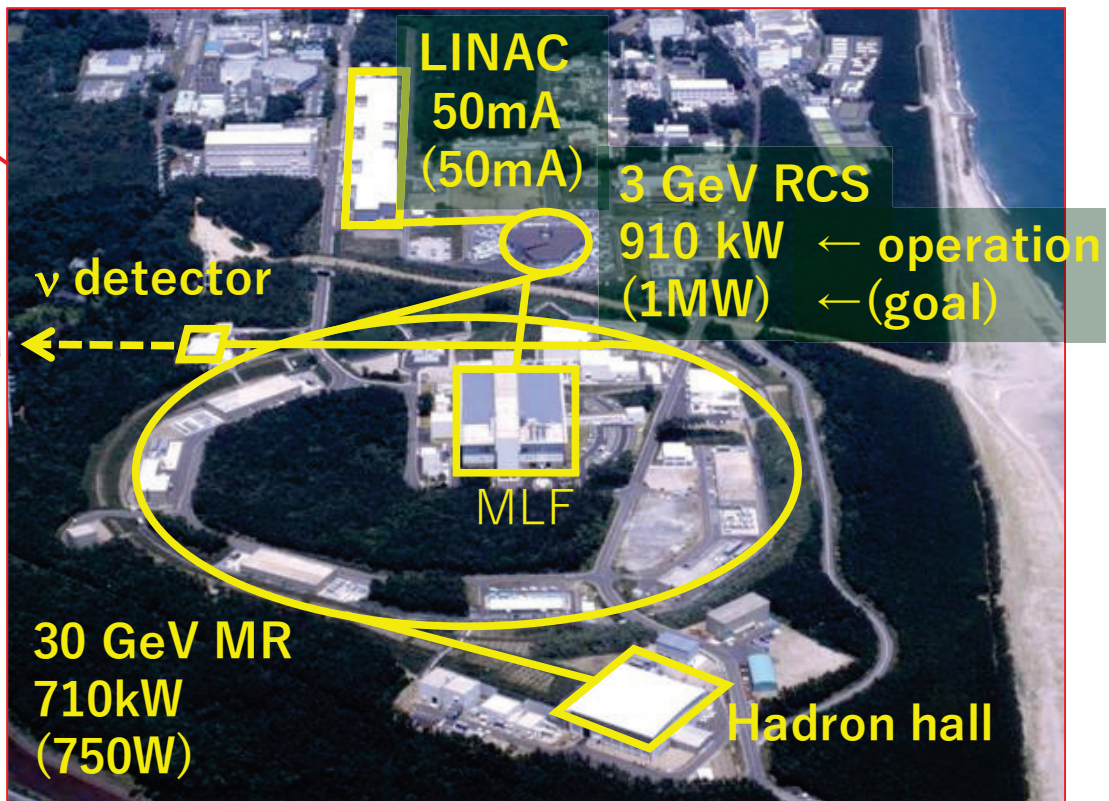 LINAC
50mA
(50mA)
3 GeV RCS
910 kW ← operation
(1MW) ←(goal)
ν detector
MLF
30 GeV MR
710kW
(750W)
Hadron hall